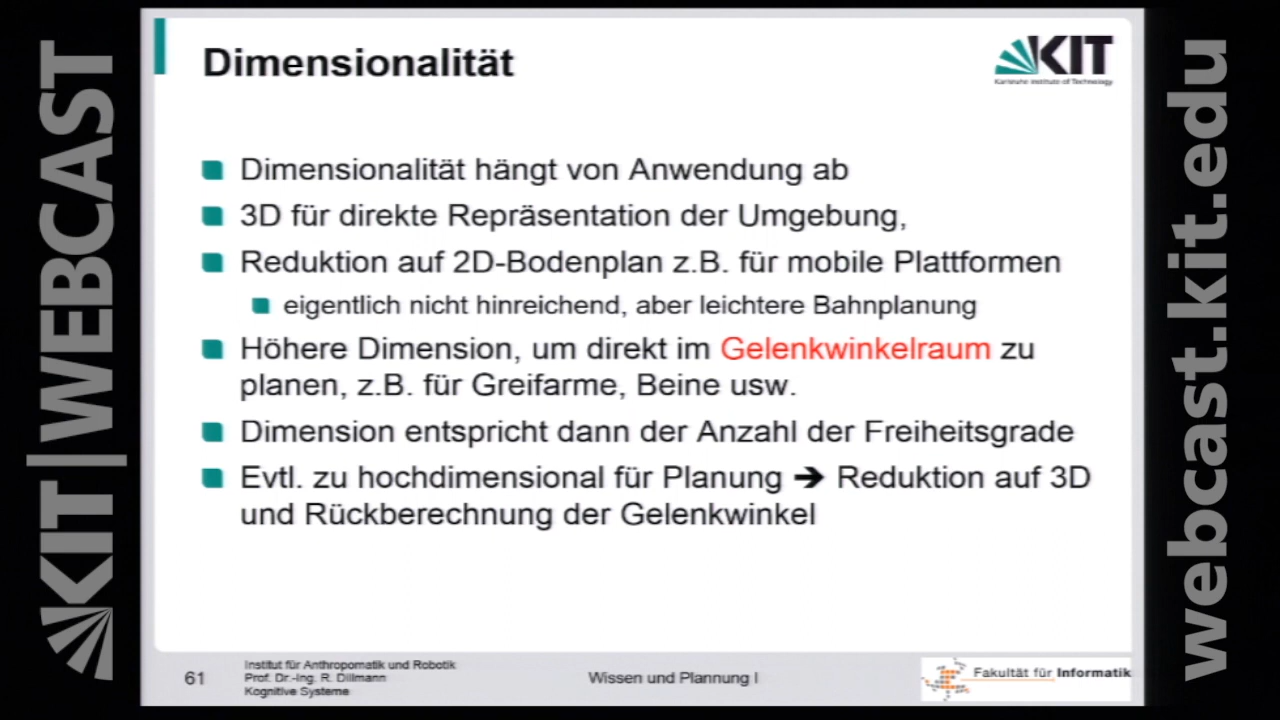 KIT | WEBCAST
Dimensionalität
KIT
Karlsruhe Institute of Technology
Dimensionalität hängt von Anwendung ab
3D für direkte Repräsentation der Umgebung,
Reduktion auf 2D-Bodenplan z.B. für mobile Plattformen
eigentlich nicht hinreichend, aber leichtere Bahnplanung
Höhere Dimension, um direkt im Gelenkwinkelraum zu
planen, z.B. für Greifarme, Beine usw.
Dimension entspricht dann der Anzahl der Freiheitsgrade
Evtl. zu hochdimensional für Planung ➔ Reduktion auf 3D
und Rückberechnung der Gelenkwinkel
61
Institut für Anthropomatik und Robotik
Prof. Dr.-Ing. R. Dillmann
Kognitive Systeme
Wissen und Plannung I
Fakultät für Informatik
webcast.kit.edu